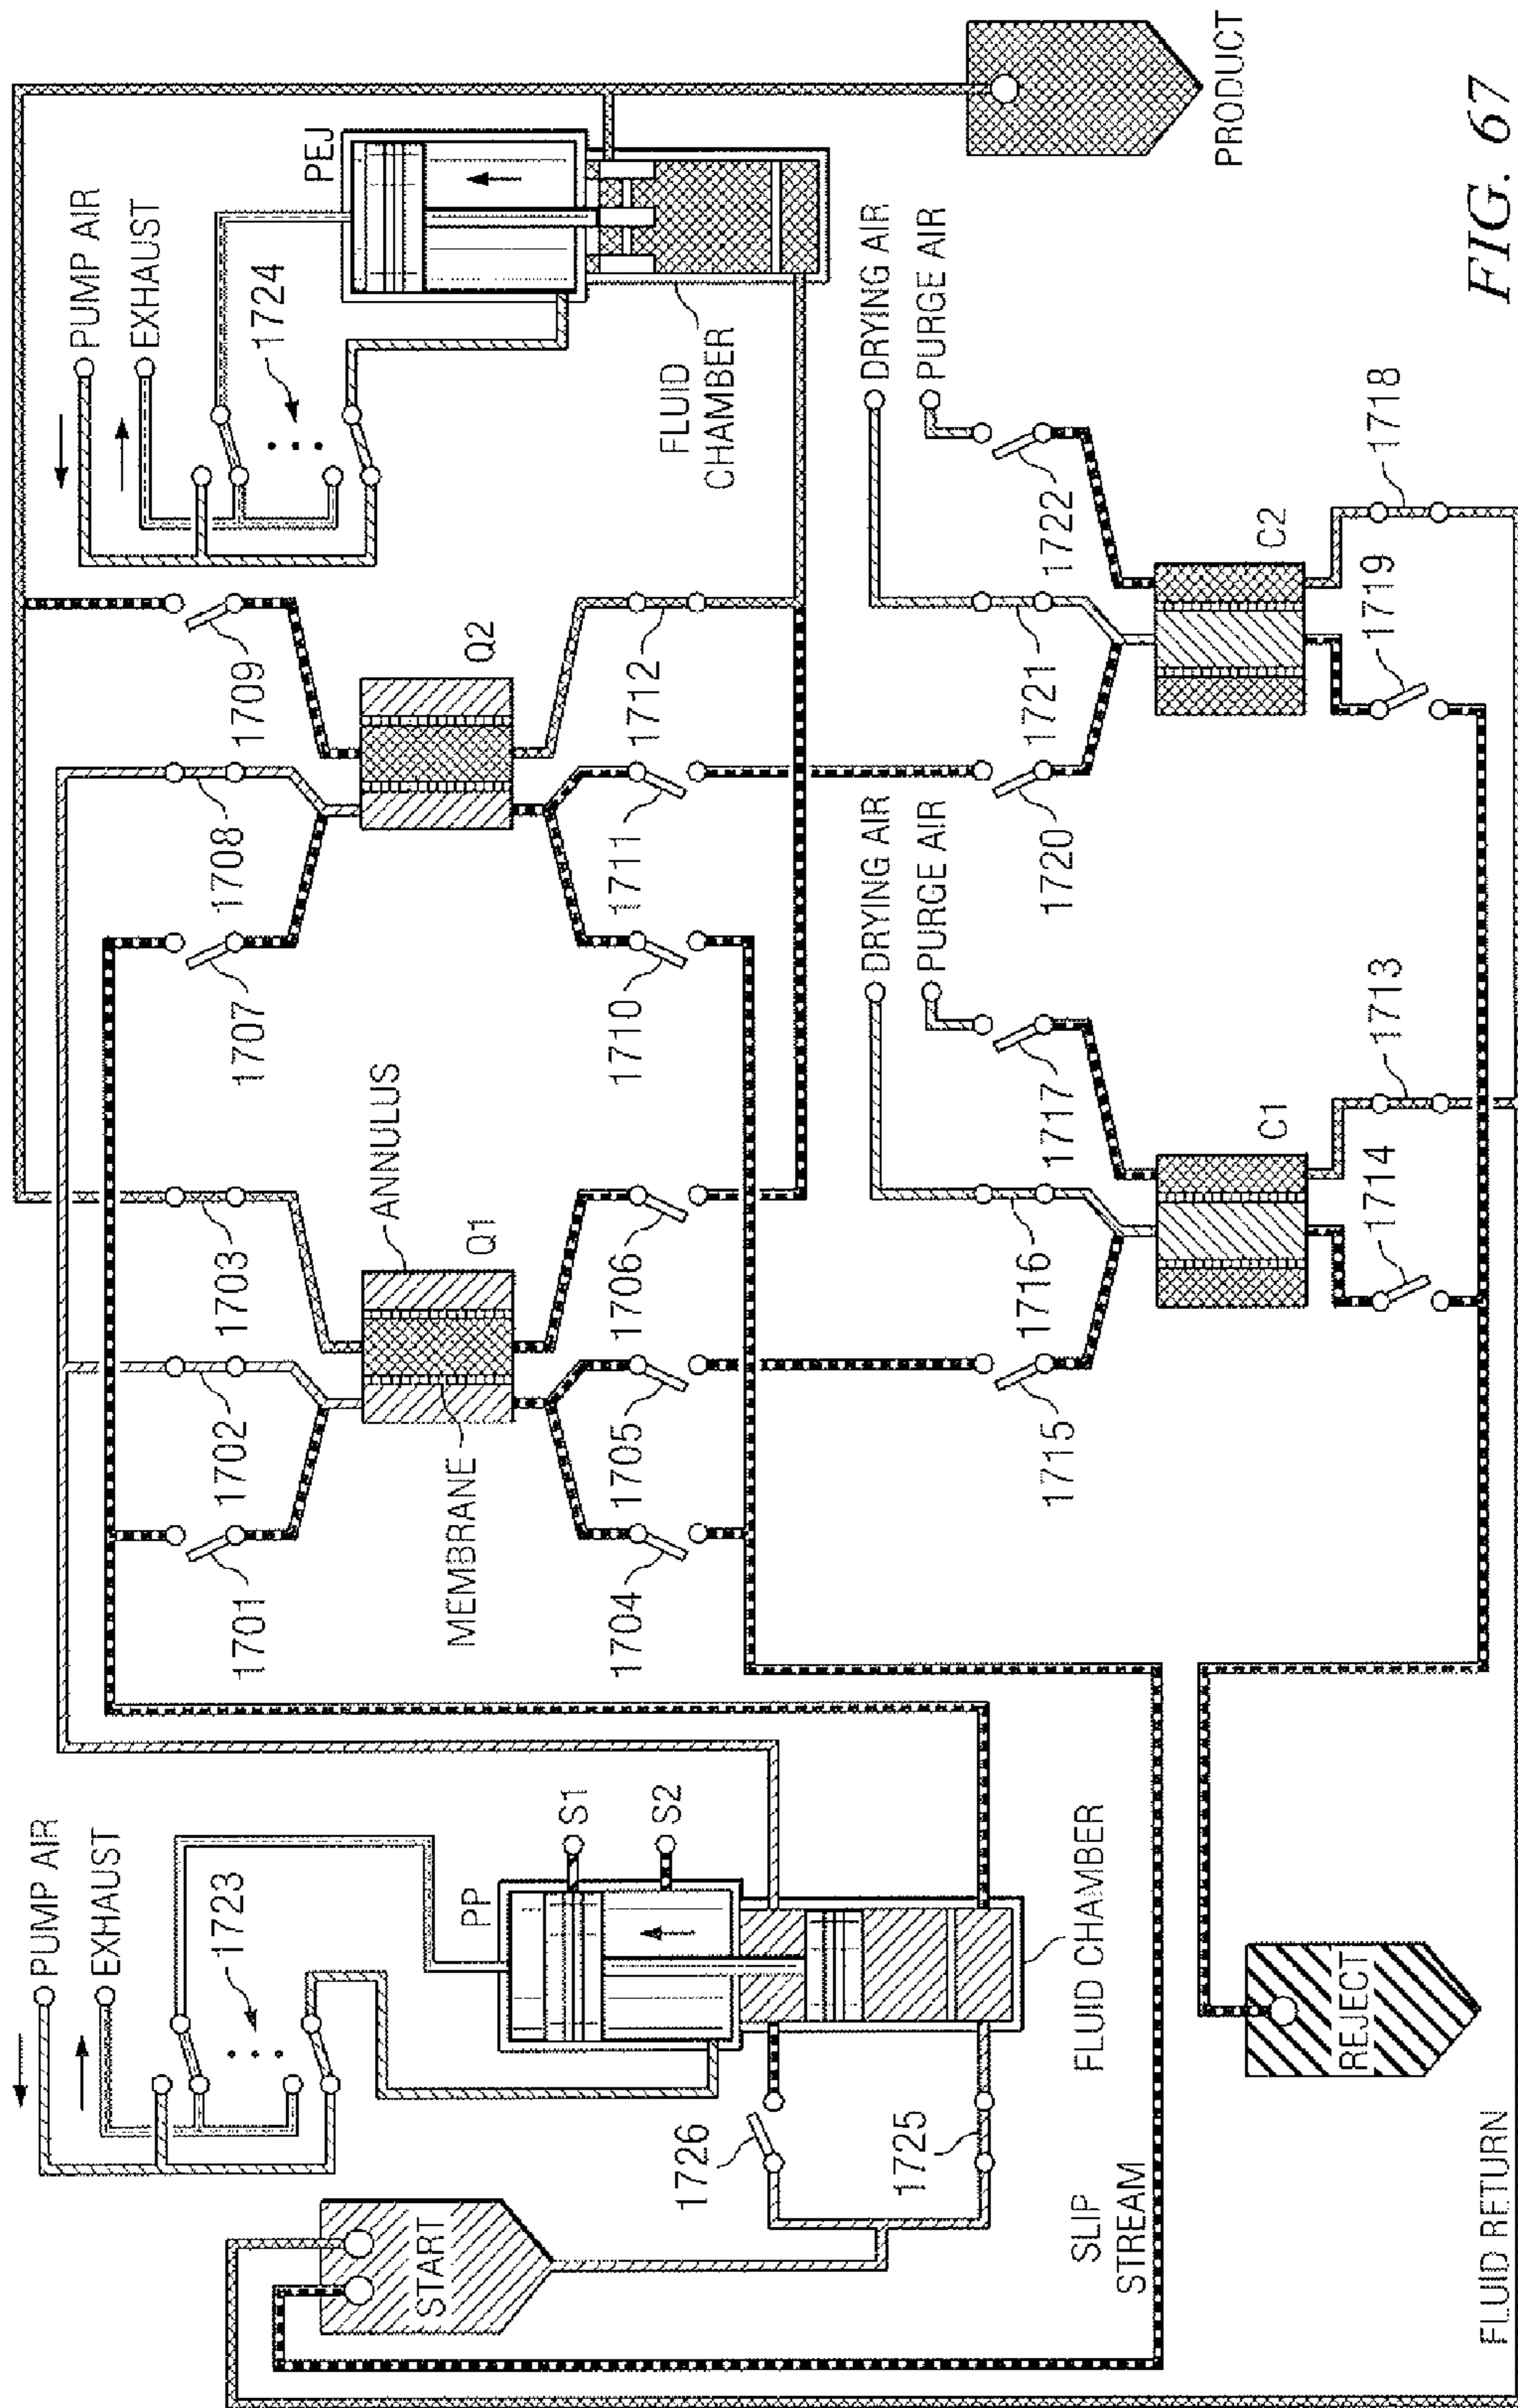 PUMP AIR
EXHAUST
1723
START
1726
1725
PP
S1
S2
FLUID CHAMBER
SLIP
STREAM
REJECT
FLUID RETURN
1701
1702
1703
MEMBRANE
ANNULUS
Q1
1704
1705
1706
1707
1708
1709
Q2
1710
1711
1712
PUMP AIR
EXHAUST
1724
PEJ
FLUID
CHAMBER
PRODUCT
DRYING AIR
PURGE AIR
1715
1716
1717
C1
1714
1713
DRYING AIR
PURGE AIR
1720
1721
1722
C2
1719
1718
FIG. 67